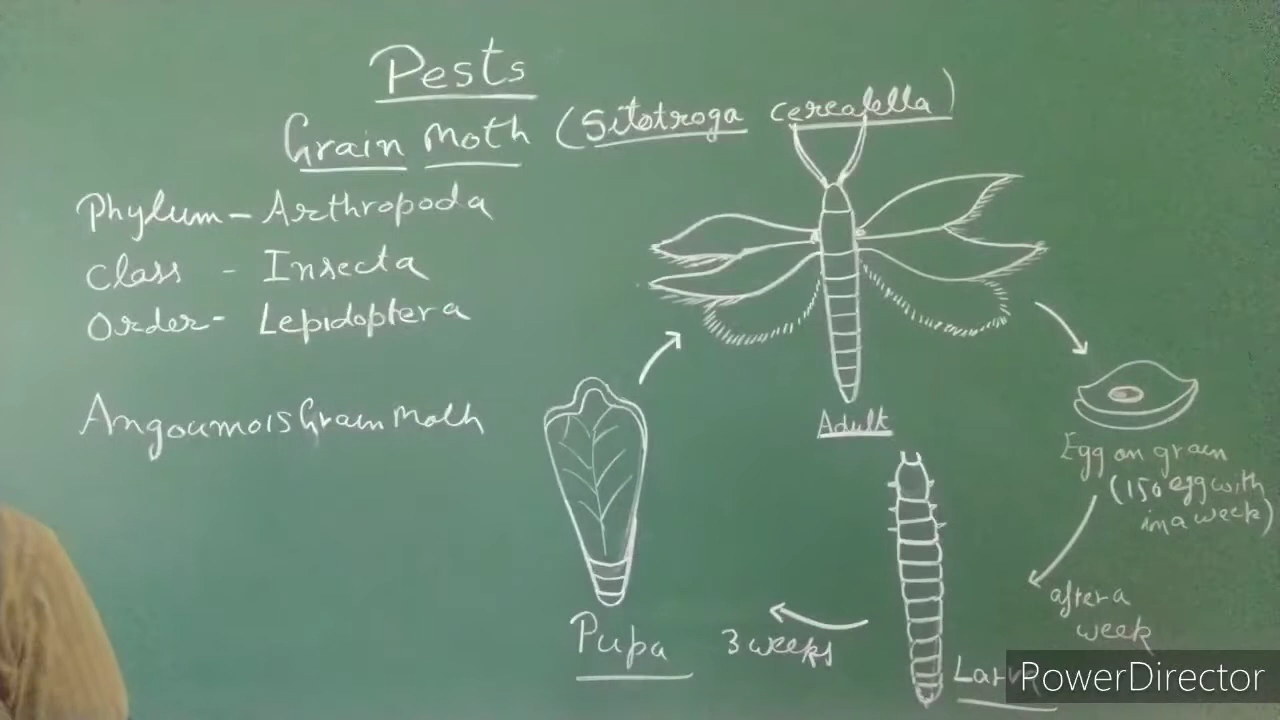 Pests
Grain Moth (Sitotroga cerealella)
Phylum - Arthropoda
Class - Insecta
Order - Lepidoptera
Angoumois Grain Moth
Adult
Egg on grain
(150 egg with
in a week)
after a
week
Larva
3 weeks
Pupa
PowerDirector